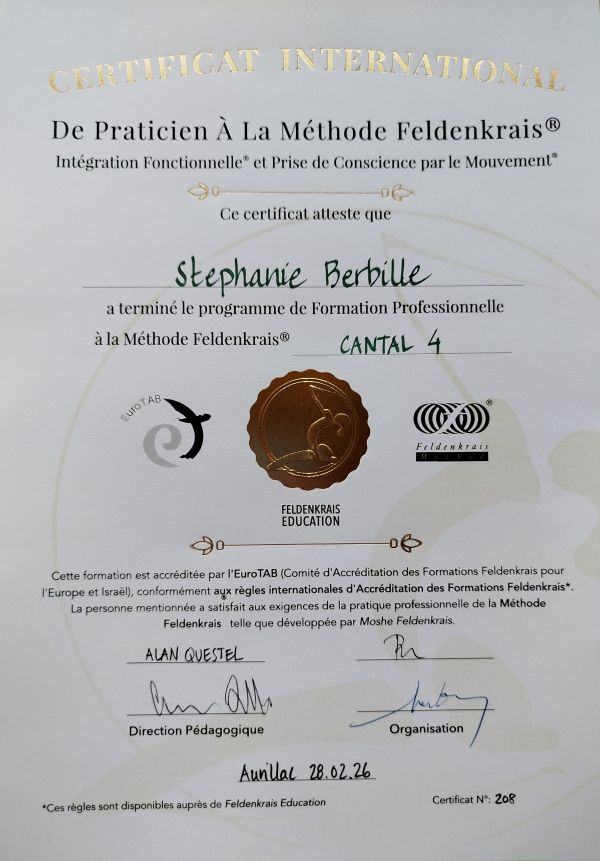 CERTIFICAT INTERNATIONAL
De Praticien À La Méthode Feldenkrais®
Intégration Fonctionnelle® et Prise de Conscience par le Mouvement®
Ce certificat atteste que
Stephanie Berbille
a terminé le programme de Formation Professionnelle
à la Méthode Feldenkrais® CANTAL 4
EuroTAB
Feldenkrais ®
Method
FELDENKRAIS
EDUCATION
Cette formation est accréditée par l'EuroTAB (Comité d'Accréditation des Formations Feldenkrais pour
l'Europe et Israël), conformément aux règles internationales d'Accréditation des Formations Feldenkrais*.
La personne mentionnée a satisfait aux exigences de la pratique professionnelle de la Méthode
Feldenkrais® telle que développée par Moshe Feldenkrais.
ALAN QUESTEL
Direction Pédagogique
Organisation
Aurillac 28.02.26
*Ces règles sont disponibles auprès de Feldenkrais Education
Certificat N°: 208